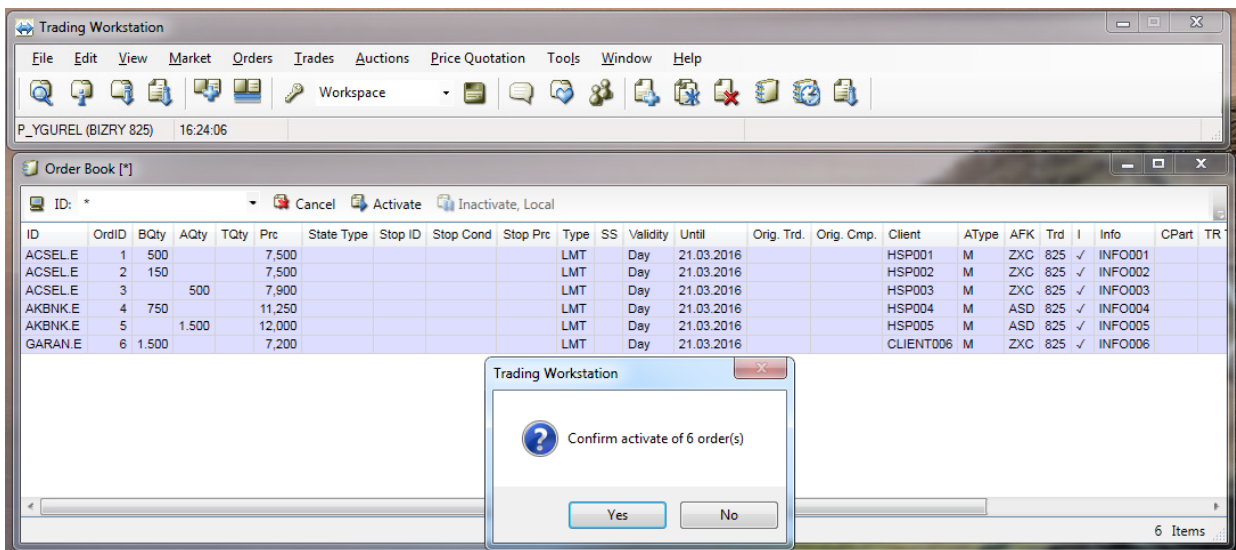 Trading Workstation
File Edit View Market Orders Trades Auctions Price Quotation Tools Window Help
Workspace
P_YGUREL (BIZRY 825) 16:24:06
Order Book [*]
ID: * Cancel Activate Inactivate, Local
ID OrdID BQty AQty TQty Prc State Type Stop ID Stop Cond Stop Prc Type SS Validity Until Orig. Trd. Orig. Cmp. Client AType AFK Trd I Info CPart TR T
ACSEL.E 1 500 7,500 LMT Day 21.03.2016 HSP001 M ZXC 825 ✓ INFO001
ACSEL.E 2 150 7,500 LMT Day 21.03.2016 HSP002 M ZXC 825 ✓ INFO002
ACSEL.E 3 500 7,900 LMT Day 21.03.2016 HSP003 M ZXC 825 ✓ INFO003
AKBNK.E 4 750 11,250 LMT Day 21.03.2016 HSP004 M ASD 825 ✓ INFO004
AKBNK.E 5 1.500 12,000 LMT Day 21.03.2016 HSP005 M ASD 825 ✓ INFO005
GARAN.E 6 1.500 7,200 LMT Day 21.03.2016 CLIENT006 M ZXC 825 ✓ INFO006
Trading Workstation
Confirm activate of 6 order(s)
Yes No
6 Items